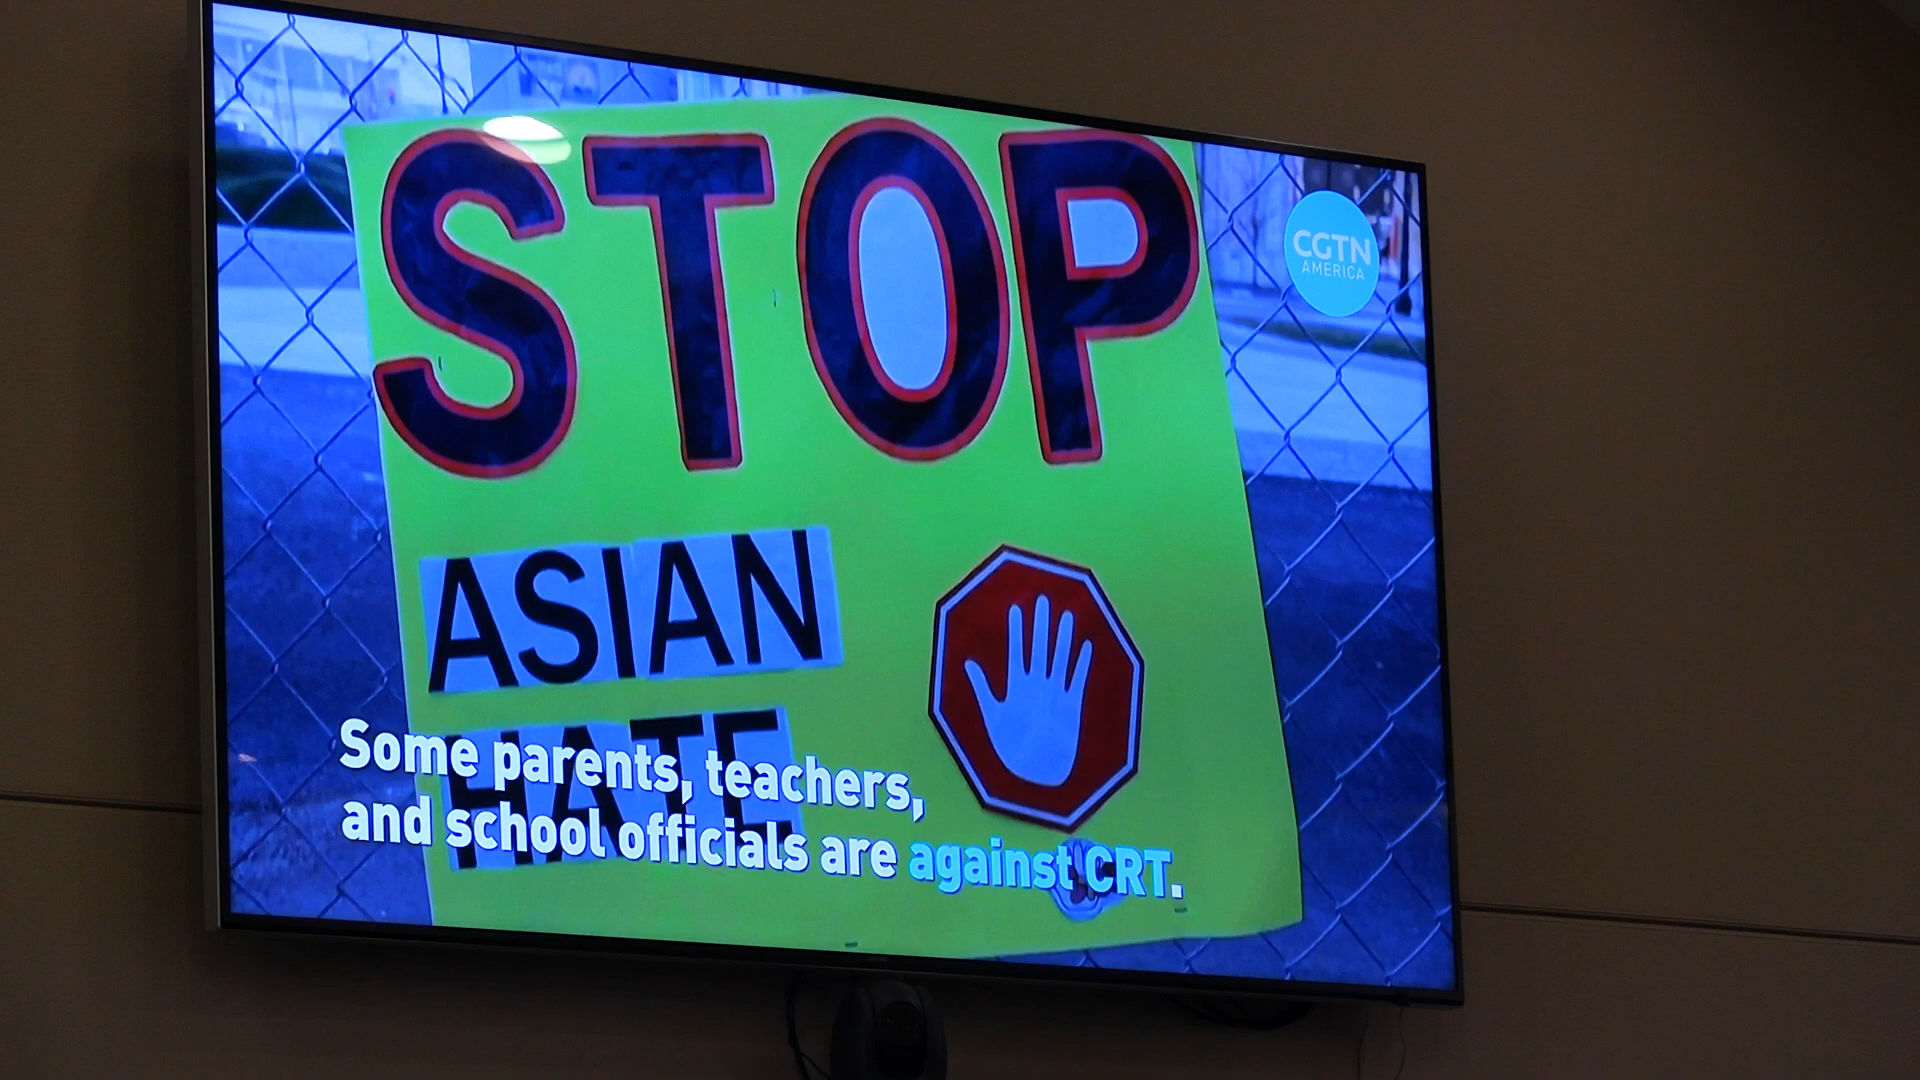 STOP
CGTN
AMERICA
ASIAN
HATE
Some parents, teachers,
and school officials are against CRT.